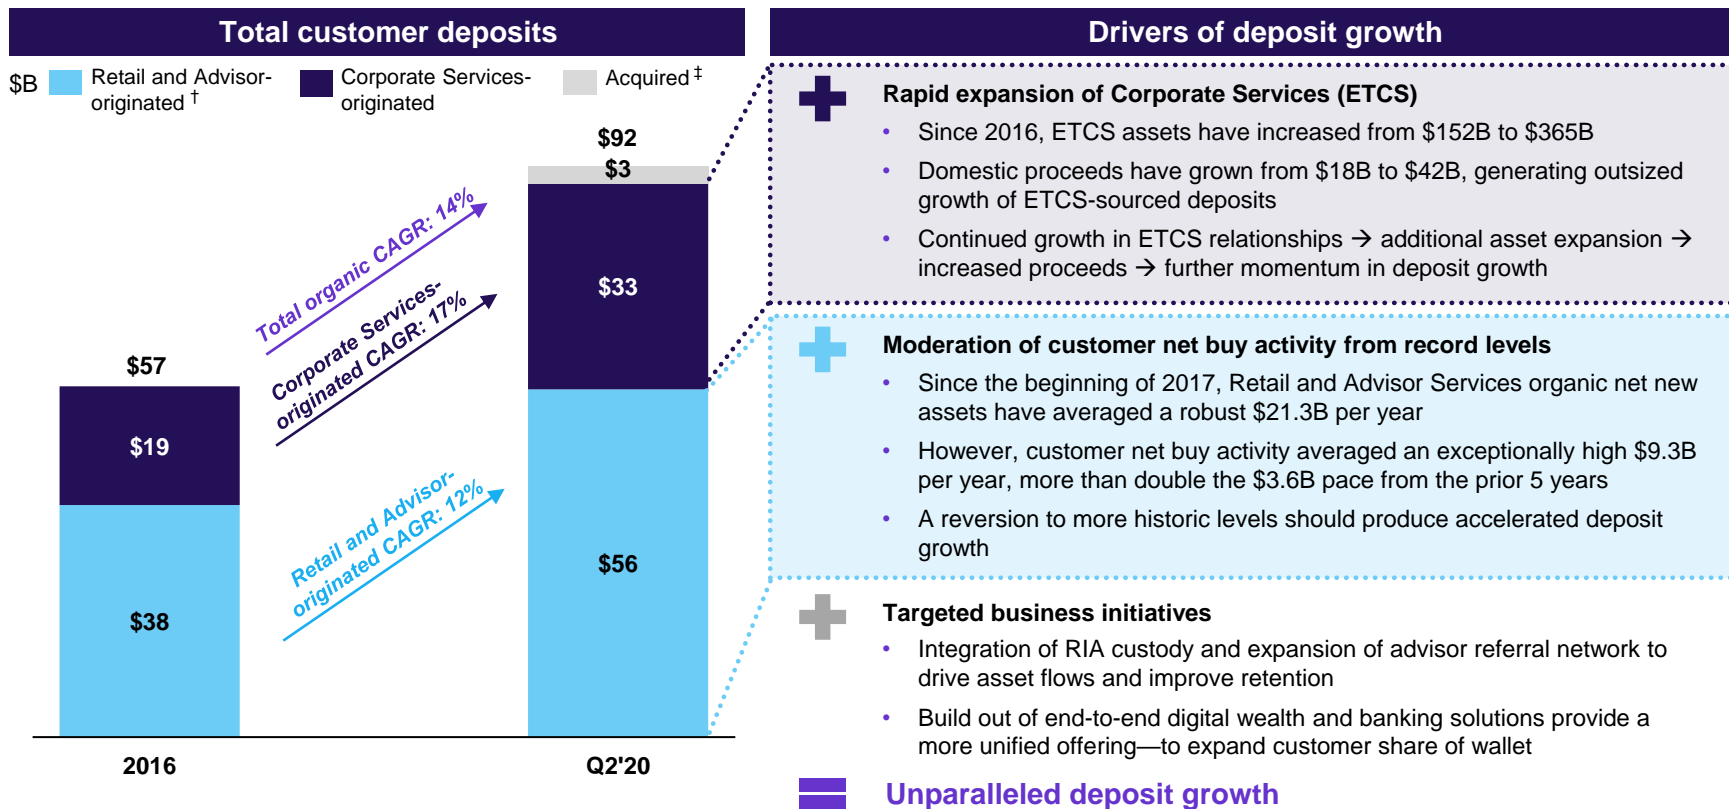 Total customer deposits
$B
Retail and Advisor-
originated †
Corporate Services-
originated
Acquired ‡
$92
$3
$33
$56
$57
$19
$38
Total organic CAGR: 14%
Corporate Services-
originated CAGR: 17%
Retail and Advisor-
originated CAGR: 12%
2016
Q2'20
Drivers of deposit growth
Rapid expansion of Corporate Services (ETCS)
• Since 2016, ETCS assets have increased from $152B to $365B
• Domestic proceeds have grown from $18B to $42B, generating outsized
growth of ETCS-sourced deposits
• Continued growth in ETCS relationships → additional asset expansion →
increased proceeds → further momentum in deposit growth
Moderation of customer net buy activity from record levels
• Since the beginning of 2017, Retail and Advisor Services organic net new
assets have averaged a robust $21.3B per year
• However, customer net buy activity averaged an exceptionally high $9.3B
per year, more than double the $3.6B pace from the prior 5 years
• A reversion to more historic levels should produce accelerated deposit
growth
Targeted business initiatives
• Integration of RIA custody and expansion of advisor referral network to
drive asset flows and improve retention
• Build out of end-to-end digital wealth and banking solutions provide a
more unified offering—to expand customer share of wallet
Unparalleled deposit growth